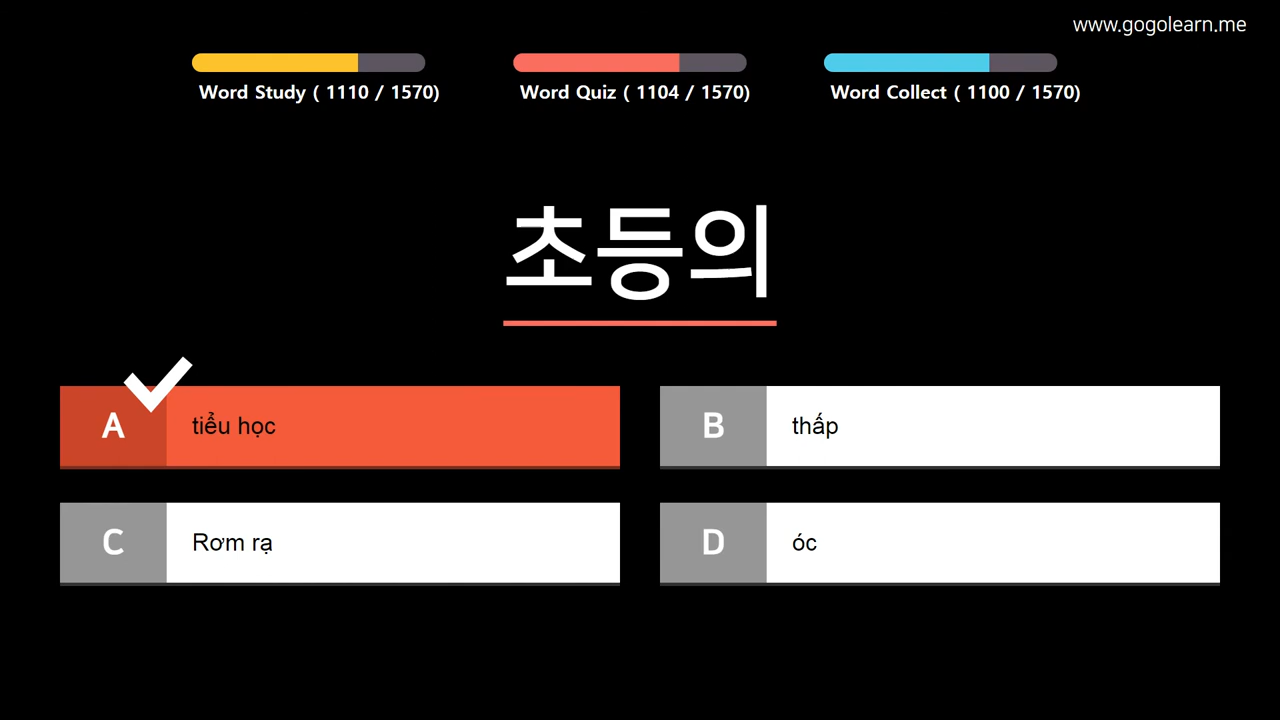 www.gogolearn.me
Word Study ( 1110 / 1570)
Word Quiz ( 1104 / 1570)
Word Collect ( 1100 / 1570)
초등의
A tiểu học
B thấp
C Rơm rạ
D óc